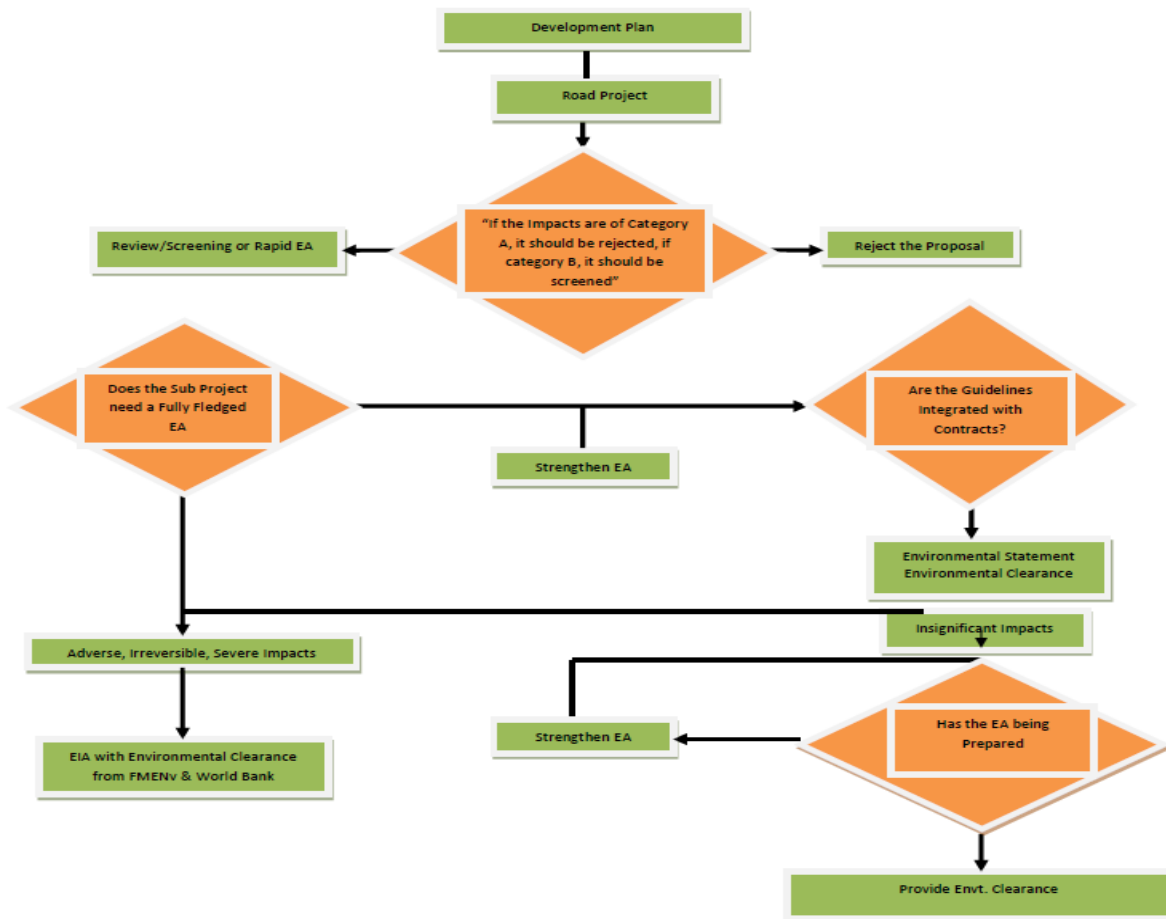 Development Plan
Road Project
“If the Impacts are of Category
A, it should be rejected, if
category B, it should be
screened”
Review/Screening or Rapid EA
Reject the Proposal
Does the Sub Project
need a Fully Fledged
EA
Are the Guidelines
Integrated with
Contracts?
Strengthen EA
Environmental Statement
Environmental Clearance
Insignificant Impacts
Adverse, Irreversible, Severe Impacts
Strengthen EA
Has the EA being
Prepared
EIA with Environmental Clearance
from FMENv & World Bank
Provide Envt. Clearance